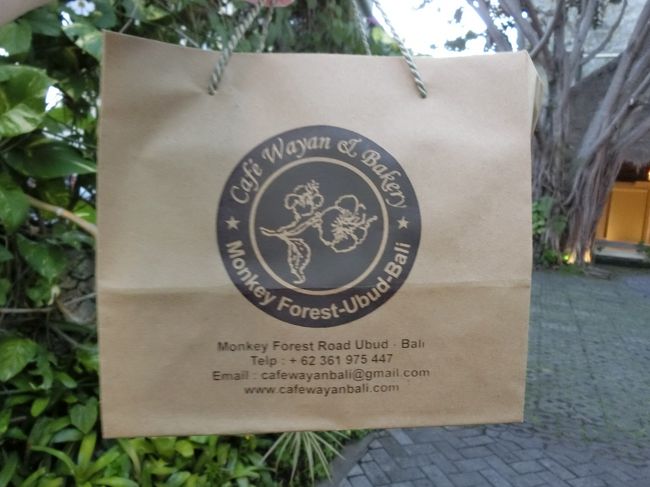 Café Wayan & Bakery
Monkey Forest-Ubud-Bali
Monkey Forest Road Ubud - Bali
Telp : + 62 361 975 447
Email : cafewayanbali@gmail.com
www.cafewayanbali.com